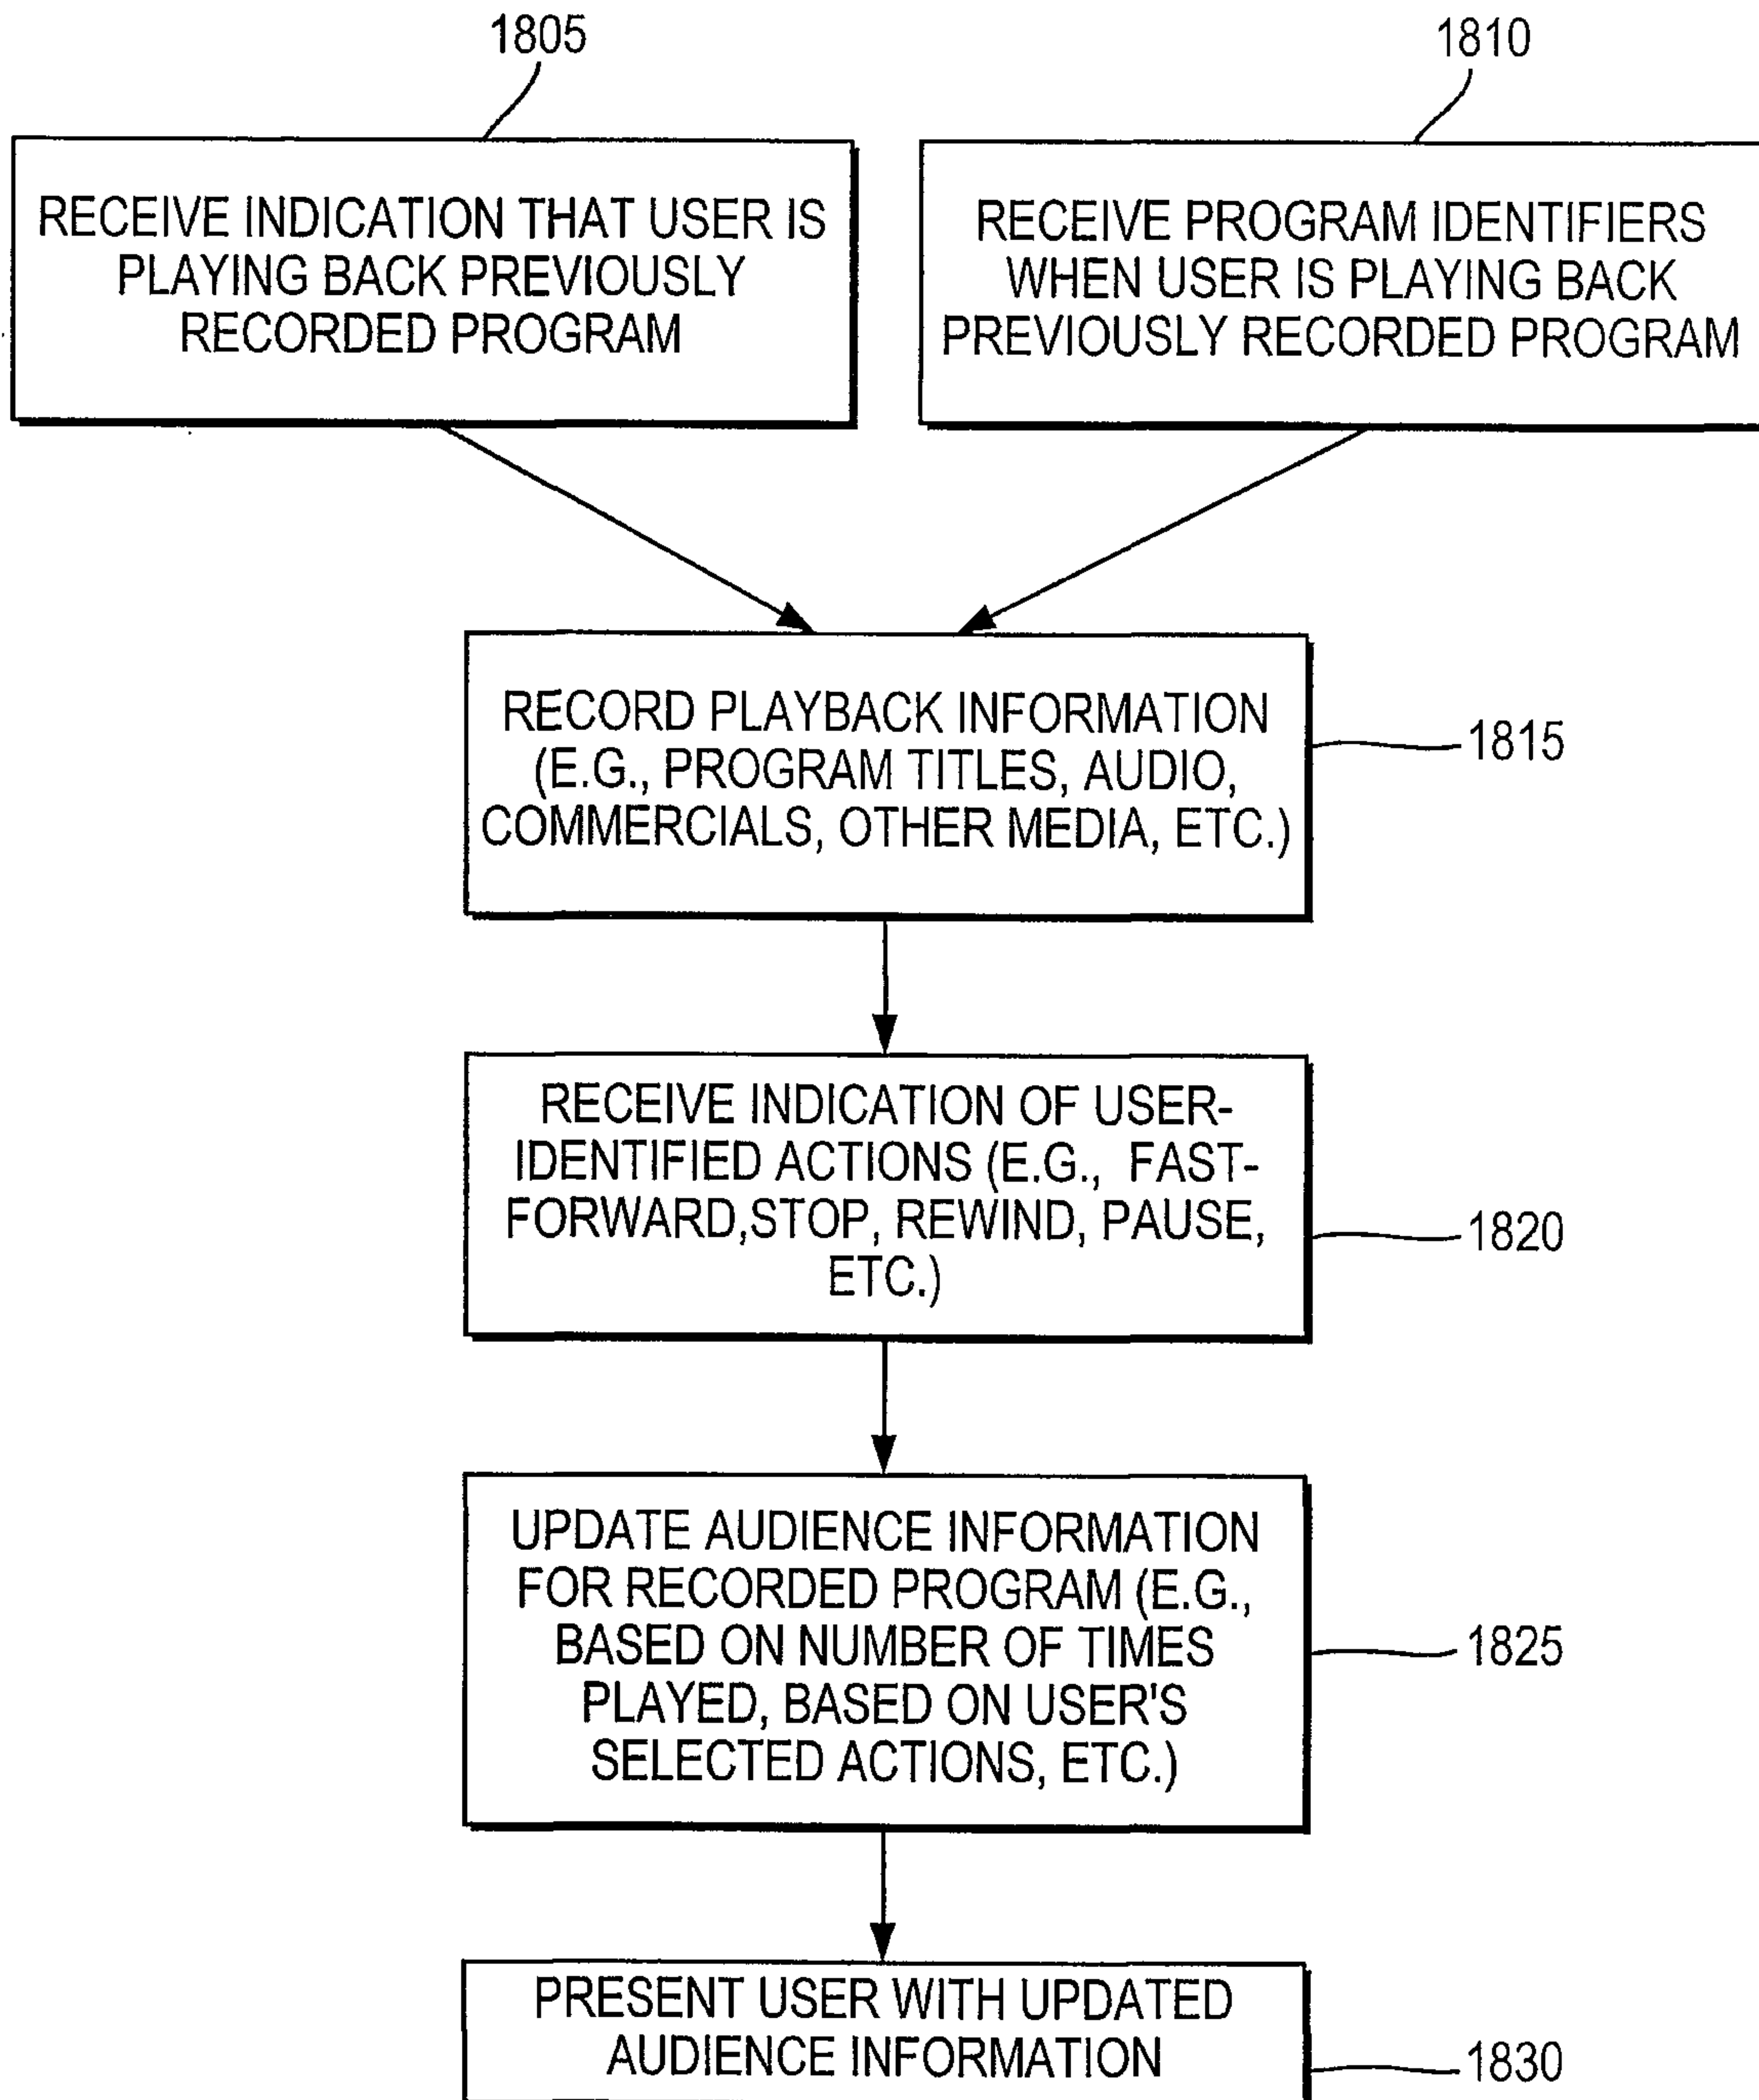 1805
1810
RECEIVE INDICATION THAT USER IS
PLAYING BACK PREVIOUSLY
RECORDED PROGRAM
RECEIVE PROGRAM IDENTIFIERS
WHEN USER IS PLAYING BACK
PREVIOUSLY RECORDED PROGRAM
RECORD PLAYBACK INFORMATION
(E.G., PROGRAM TITLES, AUDIO,
COMMERCIALS, OTHER MEDIA, ETC.)
1815
RECEIVE INDICATION OF USER-
IDENTIFIED ACTIONS (E.G., FAST-
FORWARD,STOP, REWIND, PAUSE,
ETC.)
1820
UPDATE AUDIENCE INFORMATION
FOR RECORDED PROGRAM (E.G.,
BASED ON NUMBER OF TIMES
PLAYED, BASED ON USER'S
SELECTED ACTIONS, ETC.)
1825
PRESENT USER WITH UPDATED
AUDIENCE INFORMATION
1830